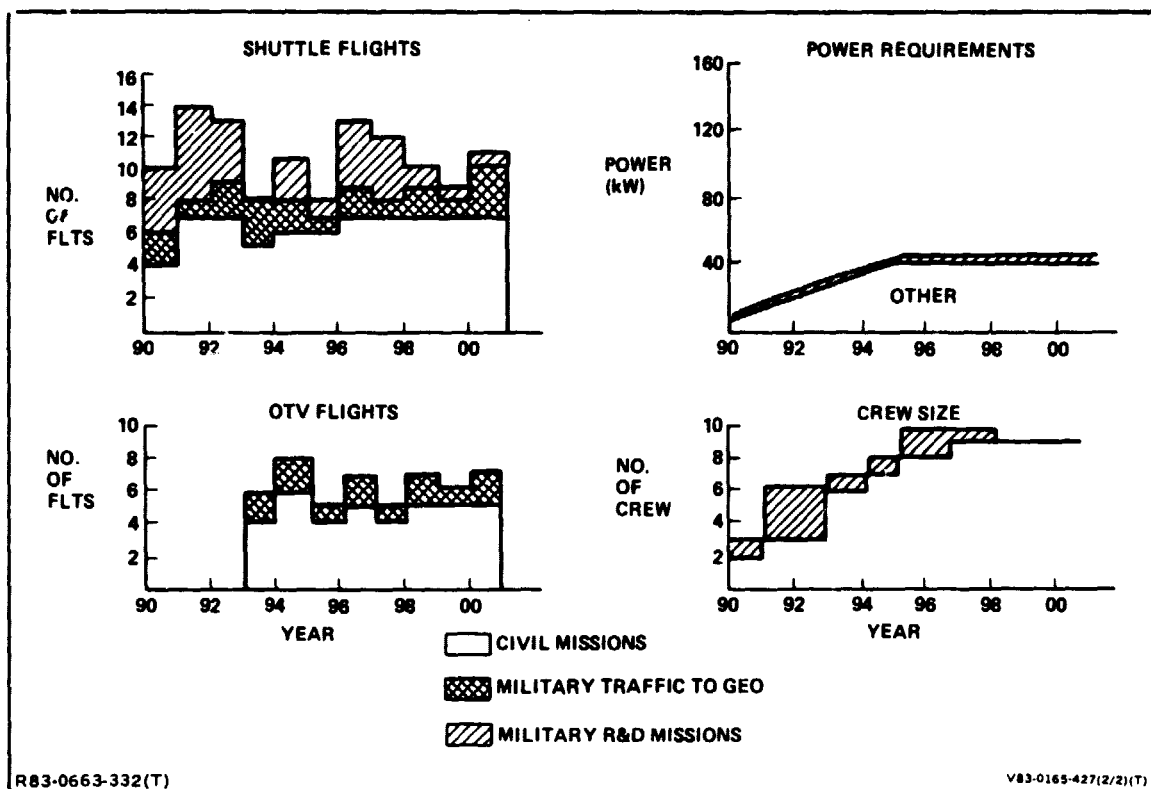 SHUTTLE FLIGHTS
16
14
12
10
8
6
4
2
NO.
OF
FLTS
90 92 94 96 98 00
POWER REQUIREMENTS
160
120
80
40
POWER
(kW)
OTHER
90 92 94 96 98 00
OTV FLIGHTS
10
8
6
4
2
NO.
OF
FLTS
90 92 94 96 98 00
YEAR
CREW SIZE
10
8
6
4
2
NO.
OF
CREW
90 92 94 96 98 00
YEAR
CIVIL MISSIONS
MILITARY TRAFFIC TO GEO
MILITARY R&D MISSIONS
R83-0663-332(T)
V83-0165-427(2/2)(T)